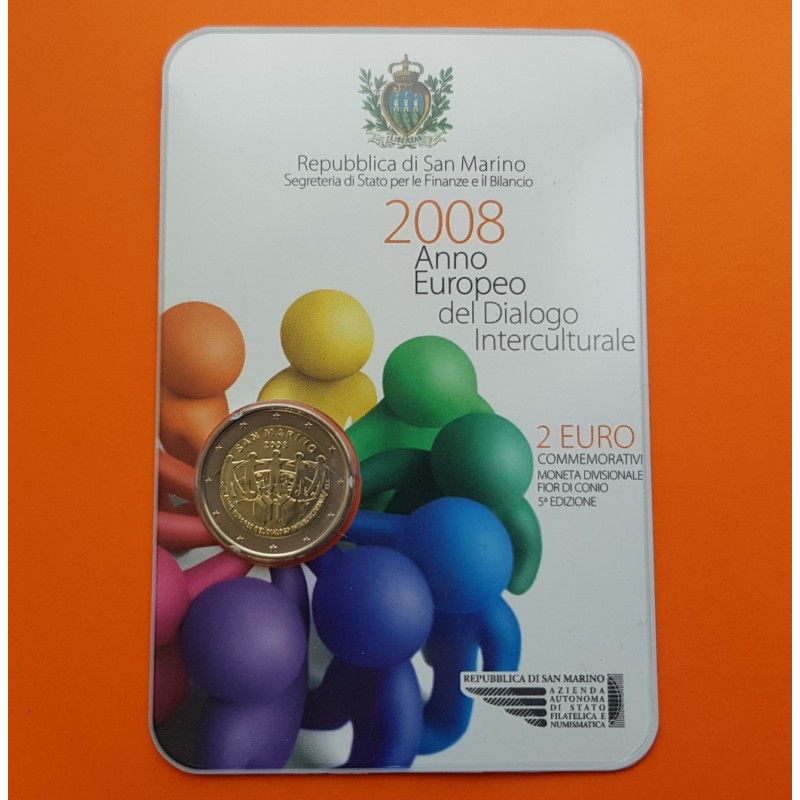 LIBERTAS
Repubblica di San Marino
Segreteria di Stato per le Finanze e il Bilancio
2008
Anno
Europeo
del Dialogo
Interculturale
SAN MARINO
2008
2 EURO
COMMEMORATIVI
MONETA DIVISIONALE
FIOR DI CONIO
5ª EDIZIONE
REPUBBLICA DI SAN MARINO
AZIENDA
AUTONOMA
DI STATO
FILATELICA E
NUMISMATICA